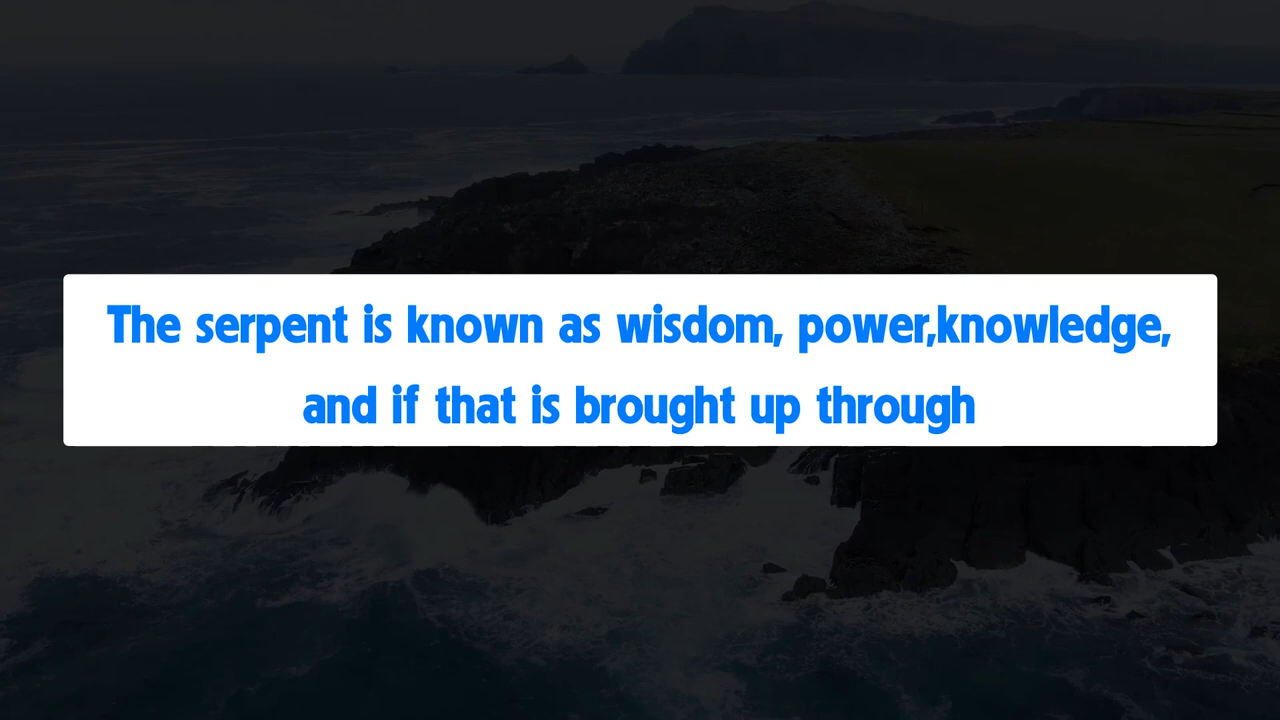 The serpent is known as wisdom, power,knowledge,
and if that is brought up through